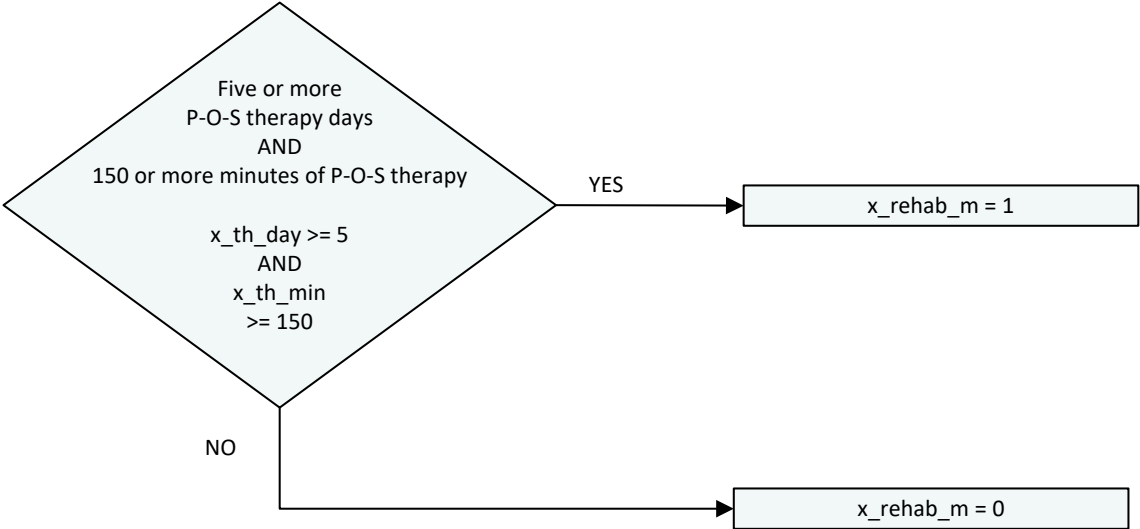 Five or more
P-O-S therapy days
AND
150 or more minutes of P-O-S therapy
x_th_day >= 5
AND
x_th_min
>= 150
YES
x_rehab_m = 1
NO
x_rehab_m = 0